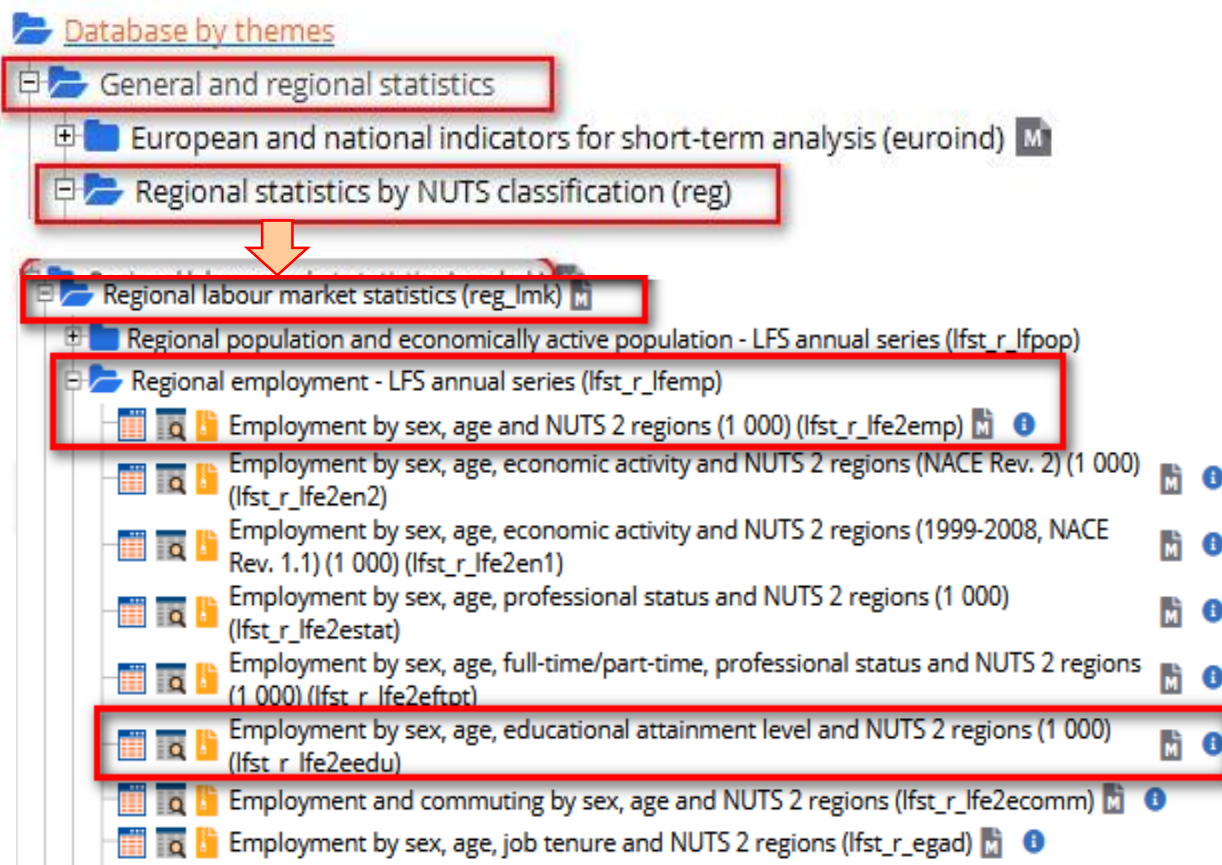 Database by themes
General and regional statistics
European and national indicators for short-term analysis (euroind) M
Regional statistics by NUTS classification (reg)
Regional labour market statistics (reg_lmk) M
Regional population and economically active population - LFS annual series (lfst_r_lfpop)
Regional employment - LFS annual series (lfst_r_lfemp)
Employment by sex, age and NUTS 2 regions (1 000) (lfst_r_lfe2emp) M i
Employment by sex, age, economic activity and NUTS 2 regions (NACE Rev. 2) (1 000) M i
(lfst_r_lfe2en2)
Employment by sex, age, economic activity and NUTS 2 regions (1999-2008, NACE M i
Rev. 1.1) (1 000) (lfst_r_lfe2en1)
Employment by sex, age, professional status and NUTS 2 regions (1 000) M i
(lfst_r_lfe2estat)
Employment by sex, age, full-time/part-time, professional status and NUTS 2 regions M i
(1 000) (lfst_r_lfe2eftpt)
Employment by sex, age, educational attainment level and NUTS 2 regions (1 000) M i
(lfst_r_lfe2eedu)
Employment and commuting by sex, age and NUTS 2 regions (lfst_r_lfe2ecomm) M i
Employment by sex, age, job tenure and NUTS 2 regions (lfst_r_egad) M i